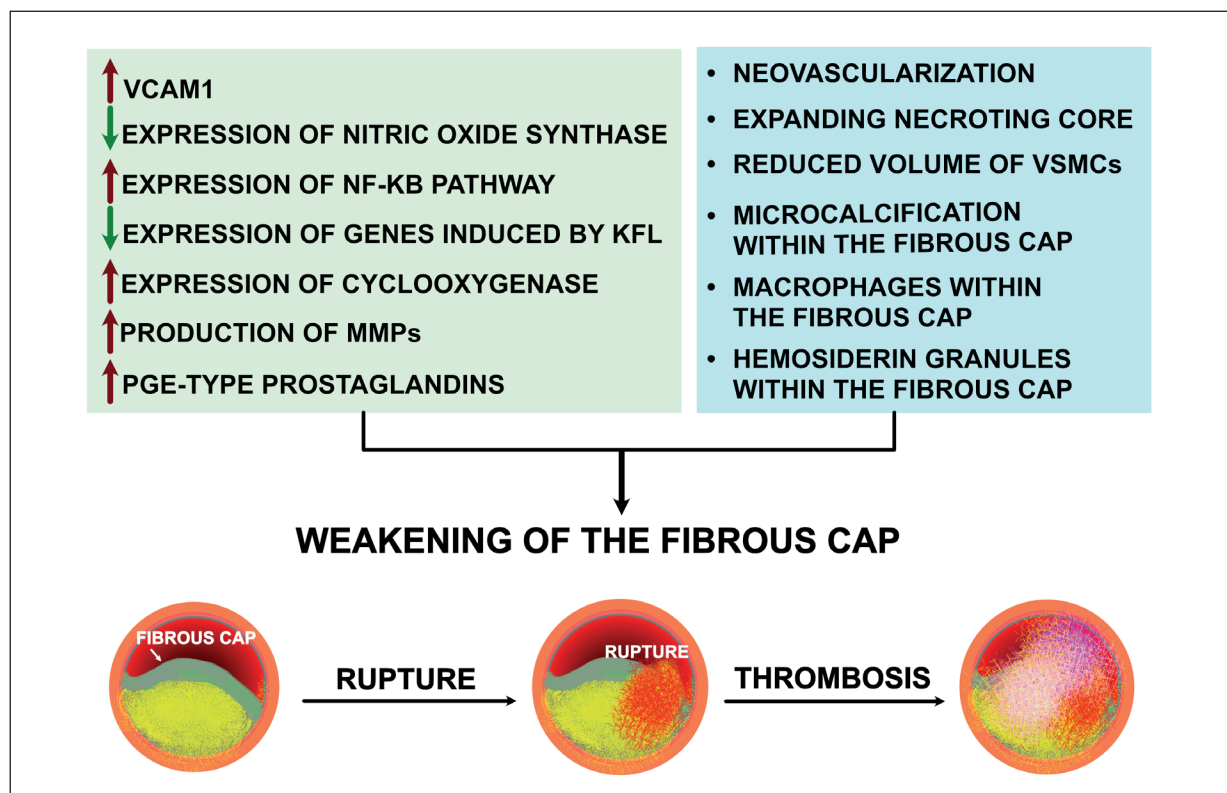 VCAM1
EXPRESSION OF NITRIC OXIDE SYNTHASE
EXPRESSION OF NF-KB PATHWAY
EXPRESSION OF GENES INDUCED BY KFL
EXPRESSION OF CYCLOOXYGENASE
PRODUCTION OF MMPs
PGE-TYPE PROSTAGLANDINS
• NEOVASCULARIZATION
• EXPANDING NECROTING CORE
• REDUCED VOLUME OF VSMCs
• MICROCALCIFICATION
WITHIN THE FIBROUS CAP
• MACROPHAGES WITHIN
THE FIBROUS CAP
• HEMOSIDERIN GRANULES
WITHIN THE FIBROUS CAP
WEAKENING OF THE FIBROUS CAP
FIBROUS CAP
RUPTURE
RUPTURE
THROMBOSIS